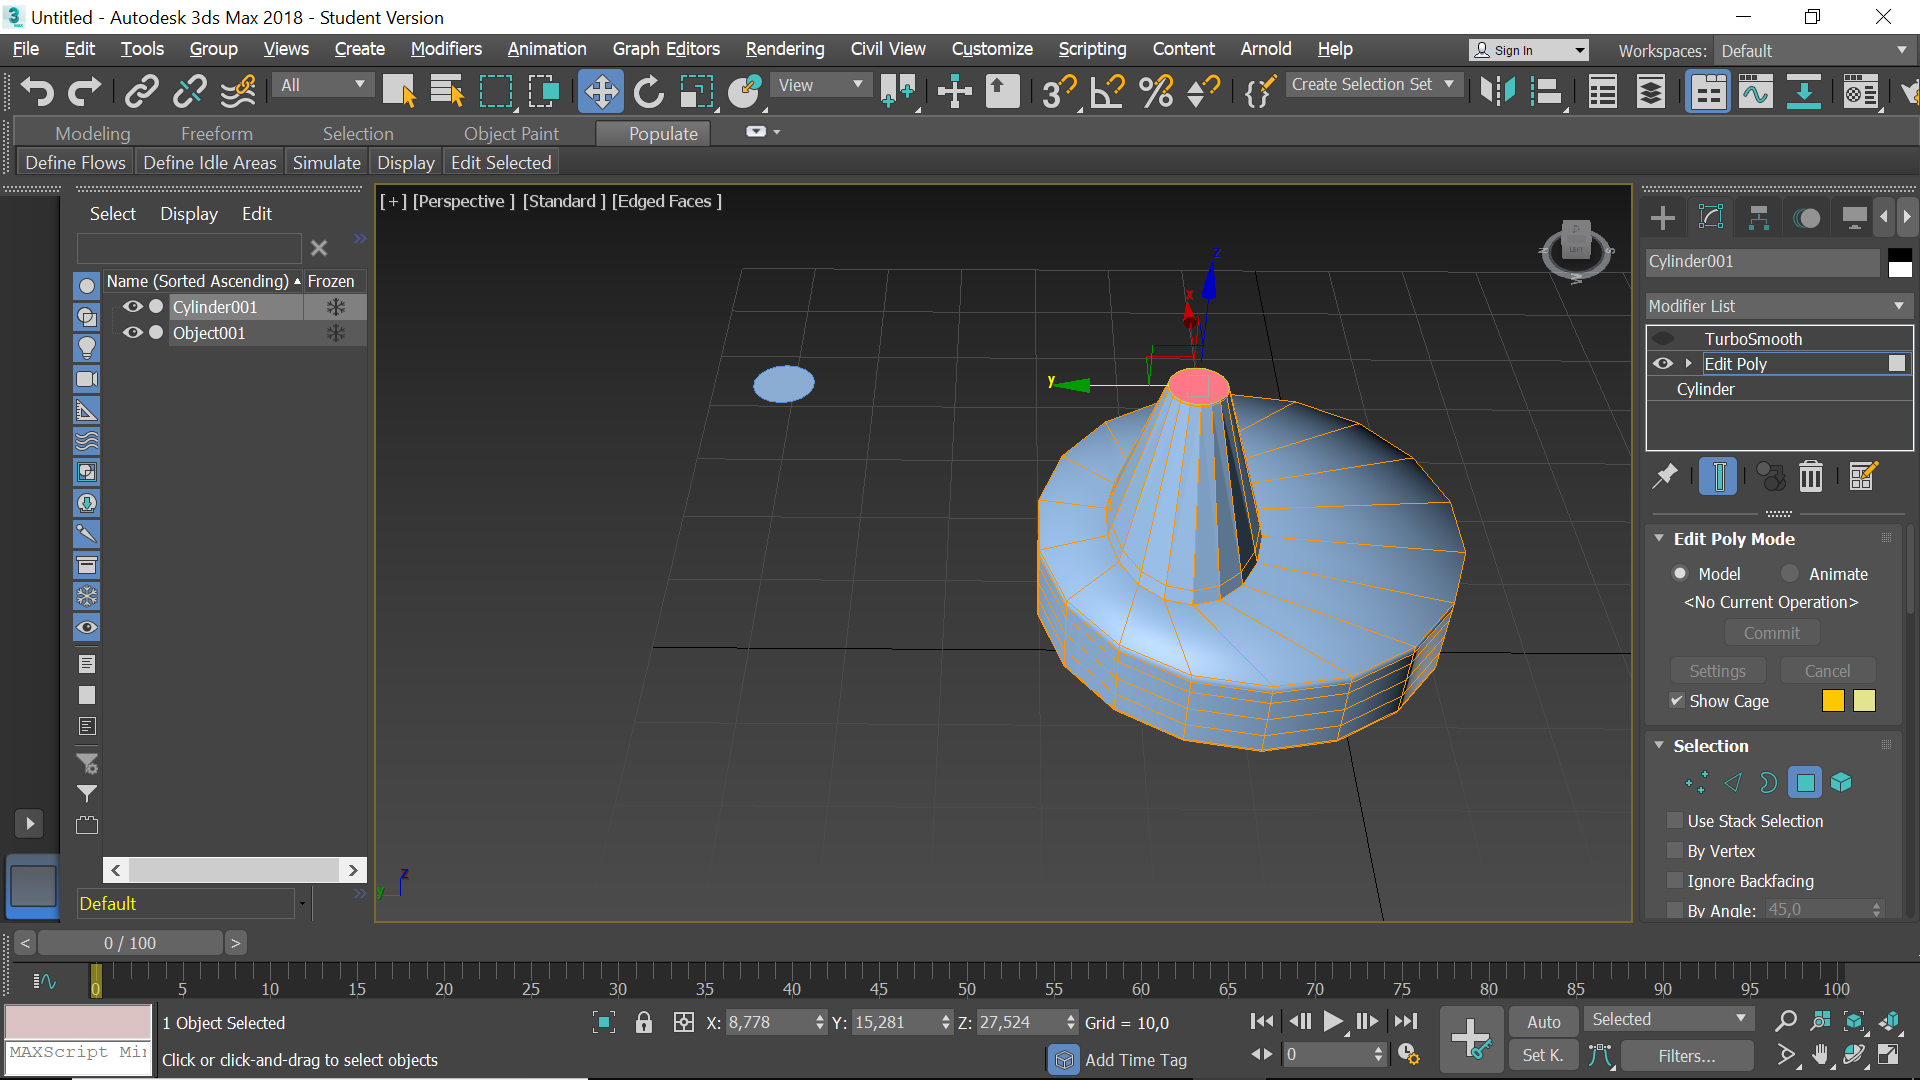 Untitled - Autodesk 3ds Max 2018 - Student Version
File Edit Tools Group Views Create Modifiers Animation Graph Editors Rendering Civil View Customize Scripting Content Arnold Help Sign In Workspaces: Default
All View 3 Create Selection Set
Modeling Freeform Selection Object Paint Populate
Define Flows Define Idle Areas Simulate Display Edit Selected
Select Display Edit
Name (Sorted Ascending) Frozen
Cylinder001
Object001
Default
[ + ] [Perspective ] [Standard ] [Edged Faces ]
z
x
y
N
S
W
LEFT
z
y
Cylinder001
Modifier List
TurboSmooth
Edit Poly
Cylinder
Edit Poly Mode
Model Animate
<No Current Operation>
Commit
Settings Cancel
Show Cage
Selection
Use Stack Selection
By Vertex
Ignore Backfacing
By Angle: 45,0
< 0 / 100 >
0 5 10 15 20 25 30 35 40 45 50 55 60 65 70 75 80 85 90 95 100
1 Object Selected X: 8,778 Y: 15,281 Z: 27,524 Grid = 10,0 Auto Selected
MAXScript Mir Click or click-and-drag to select objects Add Time Tag 0 Set K. Filters...